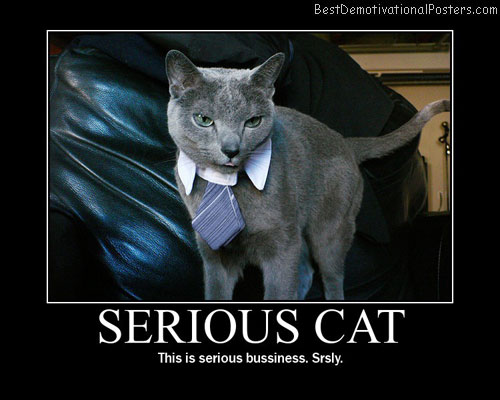 BestDemotivationalPosters.com
SERIOUS CAT
This is serious bussiness. Srsly.